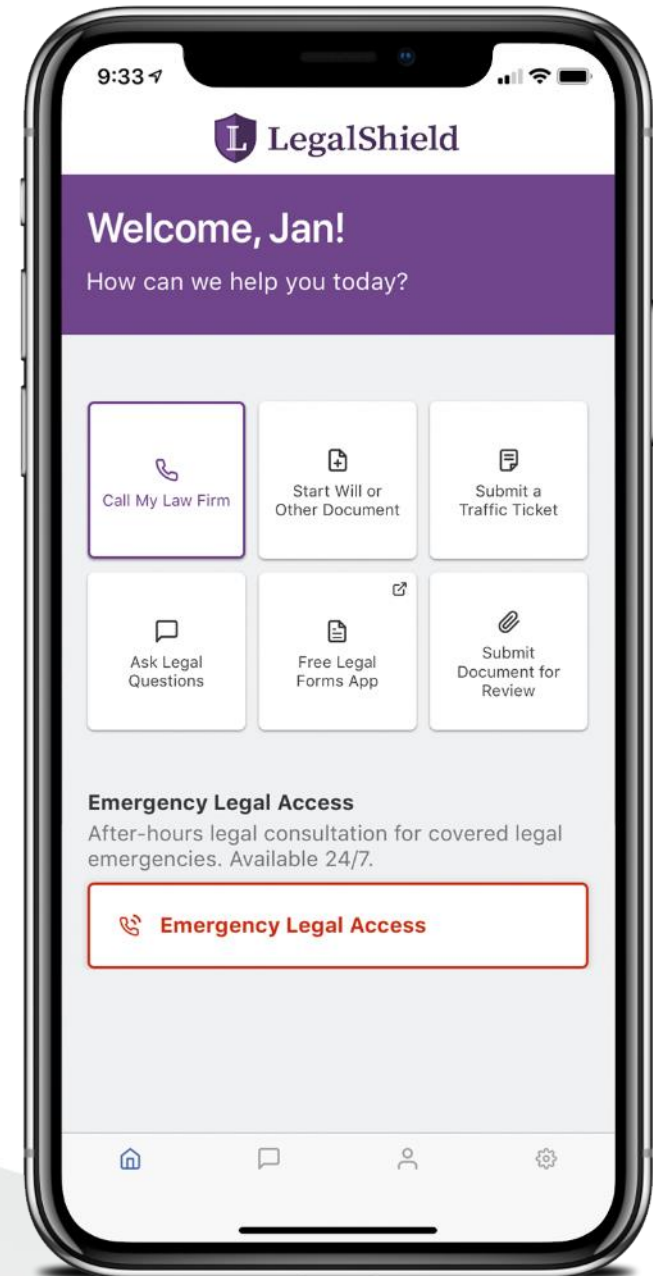 9:33
L LegalShield
Welcome, Jan!
How can we help you today?
Call My Law Firm
Start Will or
Other Document
Submit a
Traffic Ticket
Ask Legal
Questions
Free Legal
Forms App
Submit
Document for
Review
Emergency Legal Access
After-hours legal consultation for covered legal
emergencies. Available 24/7.
Emergency Legal Access